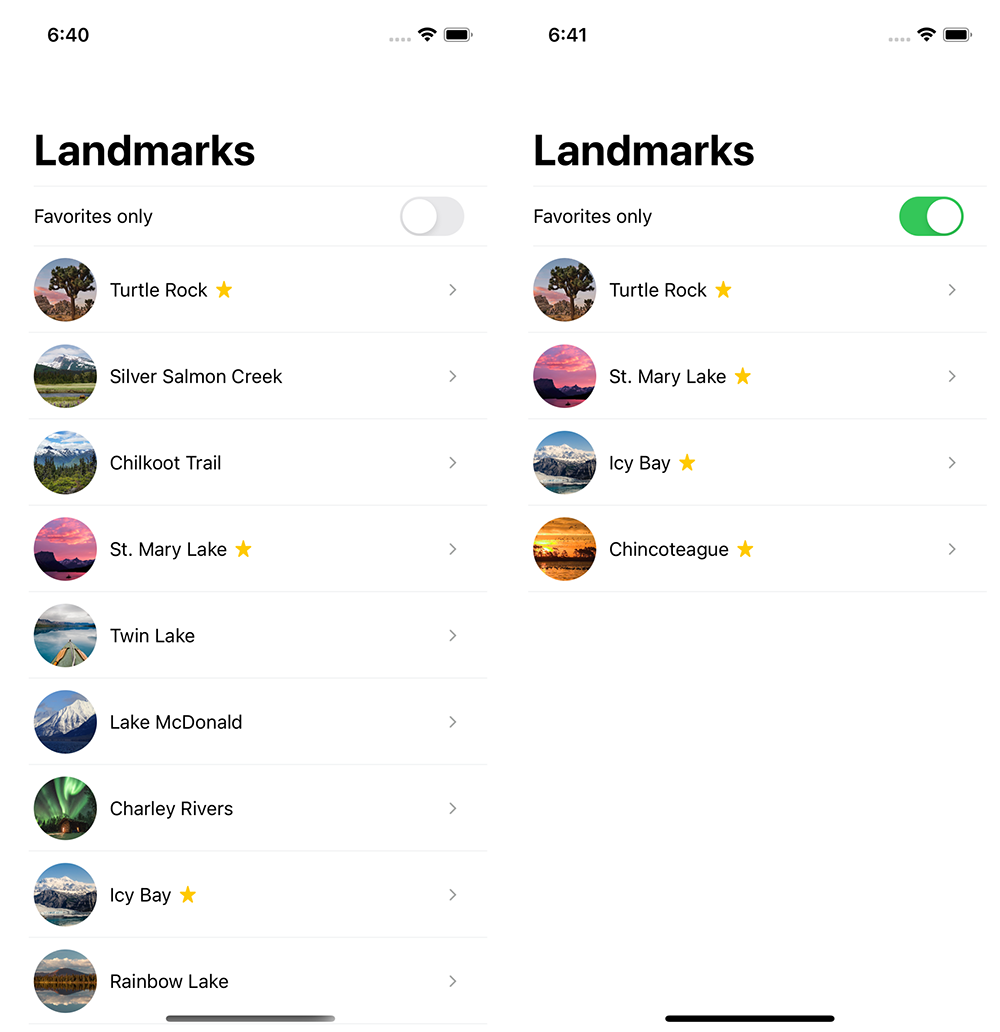 6:40
Landmarks
Favorites only
Turtle Rock
Silver Salmon Creek
Chilkoot Trail
St. Mary Lake
Twin Lake
Lake McDonald
Charley Rivers
Icy Bay
Rainbow Lake
6:41
Landmarks
Favorites only
Turtle Rock
St. Mary Lake
Icy Bay
Chincoteague